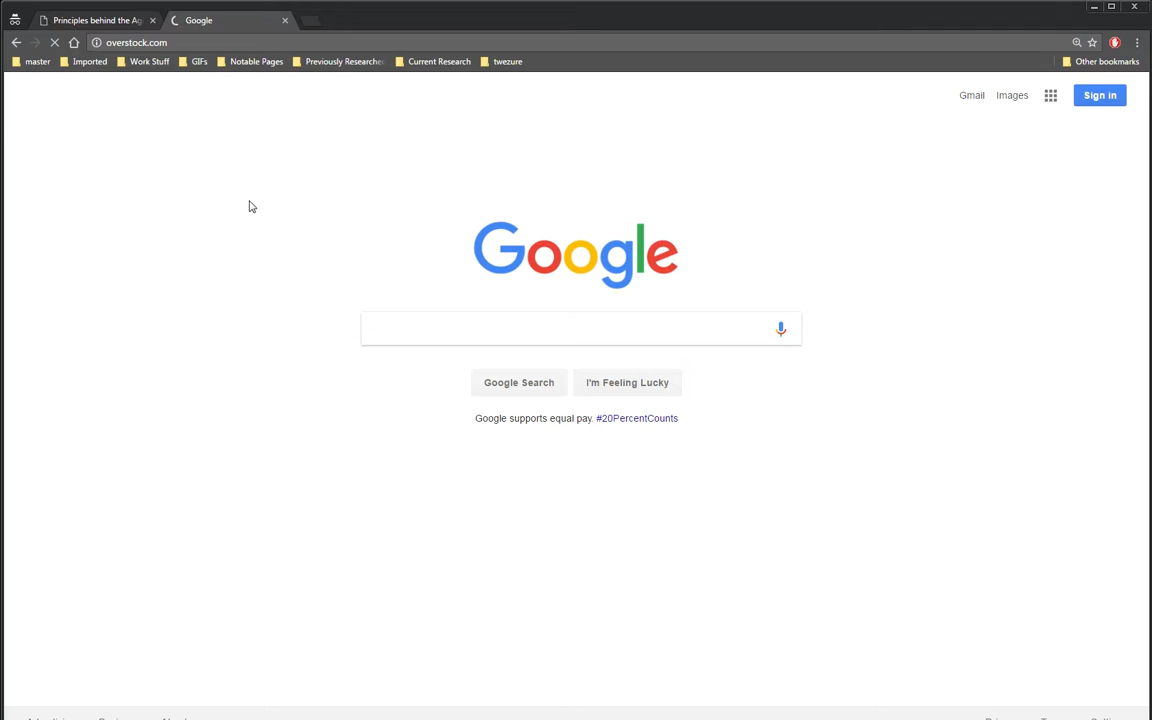 Principles behind the Ag
Google
overstock.com
master Imported Work Stuff GIFs Notable Pages Previously Researche Current Research twezure Other bookmarks
Gmail Images Sign in
Google
Google Search I'm Feeling Lucky
Google supports equal pay. #20PercentCounts